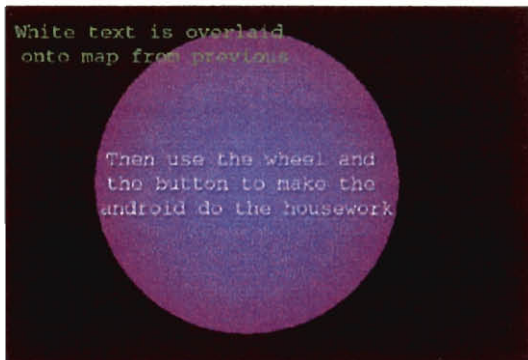 White text is overlaid
onto map from previous
Then use the wheel and
the button to make the
android do the housework